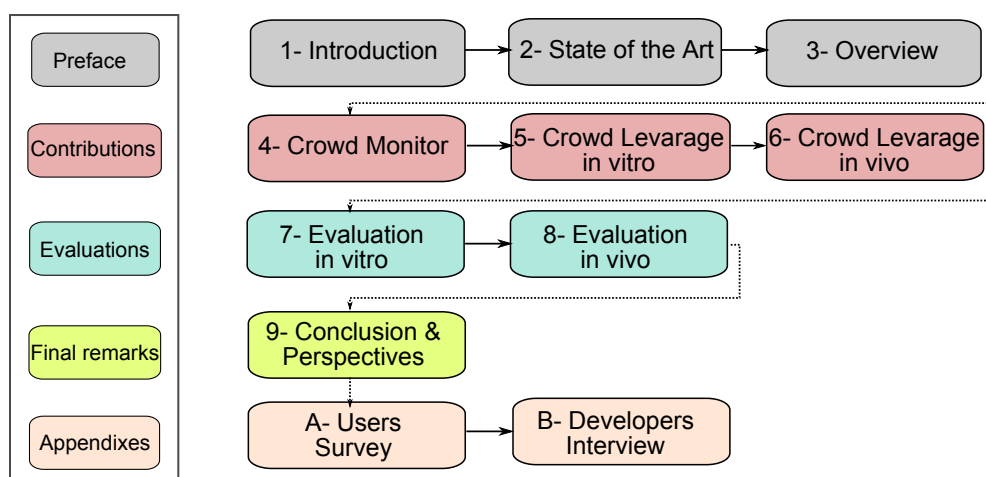 Preface
1- Introduction
2- State of the Art
3- Overview
Contributions
4- Crowd Monitor
5- Crowd Levarage
in vitro
6- Crowd Levarage
in vivo
Evaluations
7- Evaluation
in vitro
8- Evaluation
in vivo
Final remarks
9- Conclusion &
Perspectives
Appendixes
A- Users
Survey
B- Developers
Interview